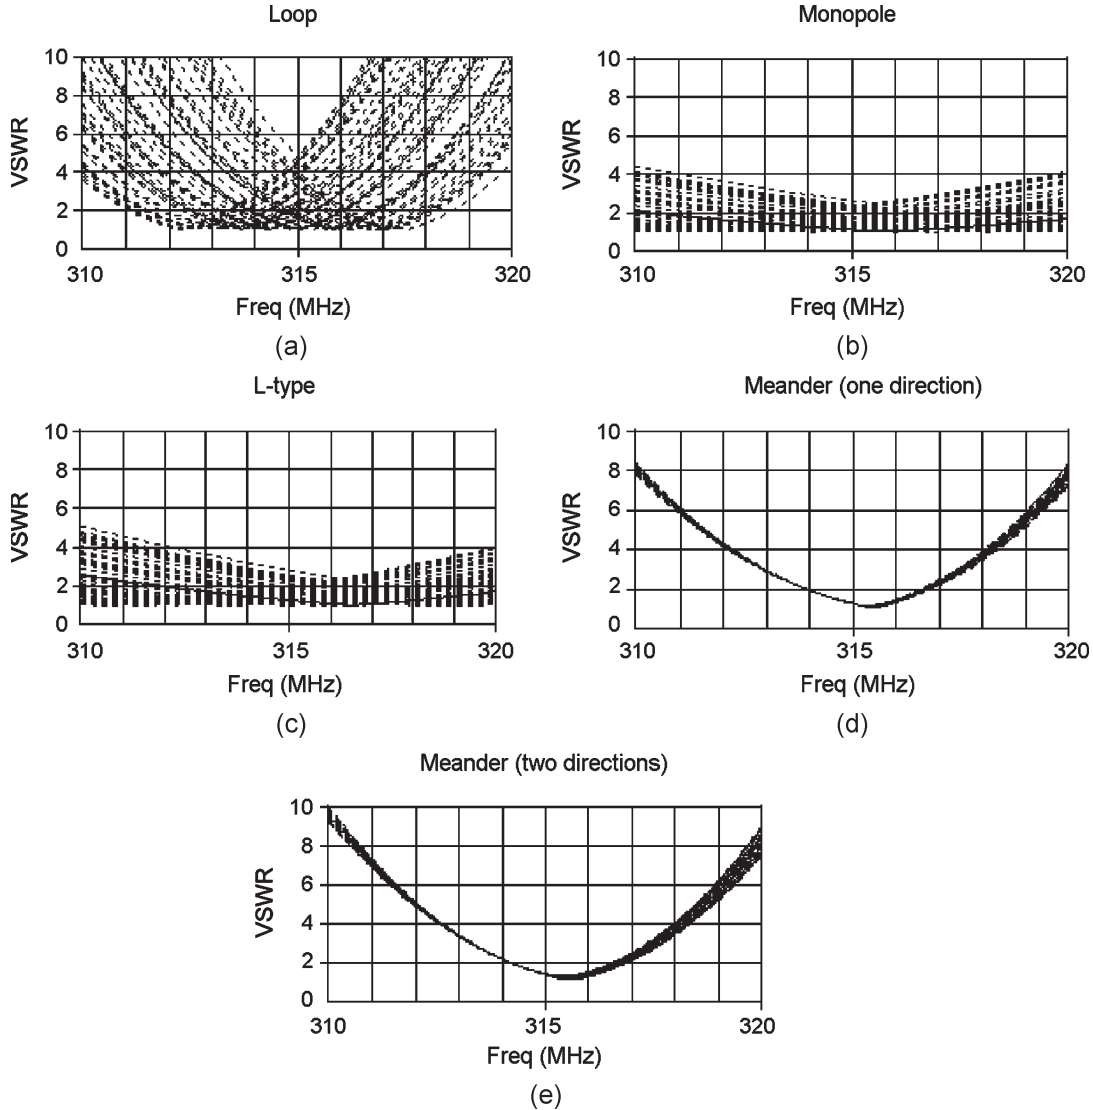 Loop
10
8
6
4
2
0
VSWR
310 315 320
Freq (MHz)
(a)
Monopole
10
8
6
4
2
0
VSWR
310 315 320
Freq (MHz)
(b)
L-type
10
8
6
4
2
0
VSWR
310 315 320
Freq (MHz)
(c)
Meander (one direction)
10
8
6
4
2
0
VSWR
310 315 320
Freq (MHz)
(d)
Meander (two directions)
10
8
6
4
2
0
VSWR
310 315 320
Freq (MHz)
(e)